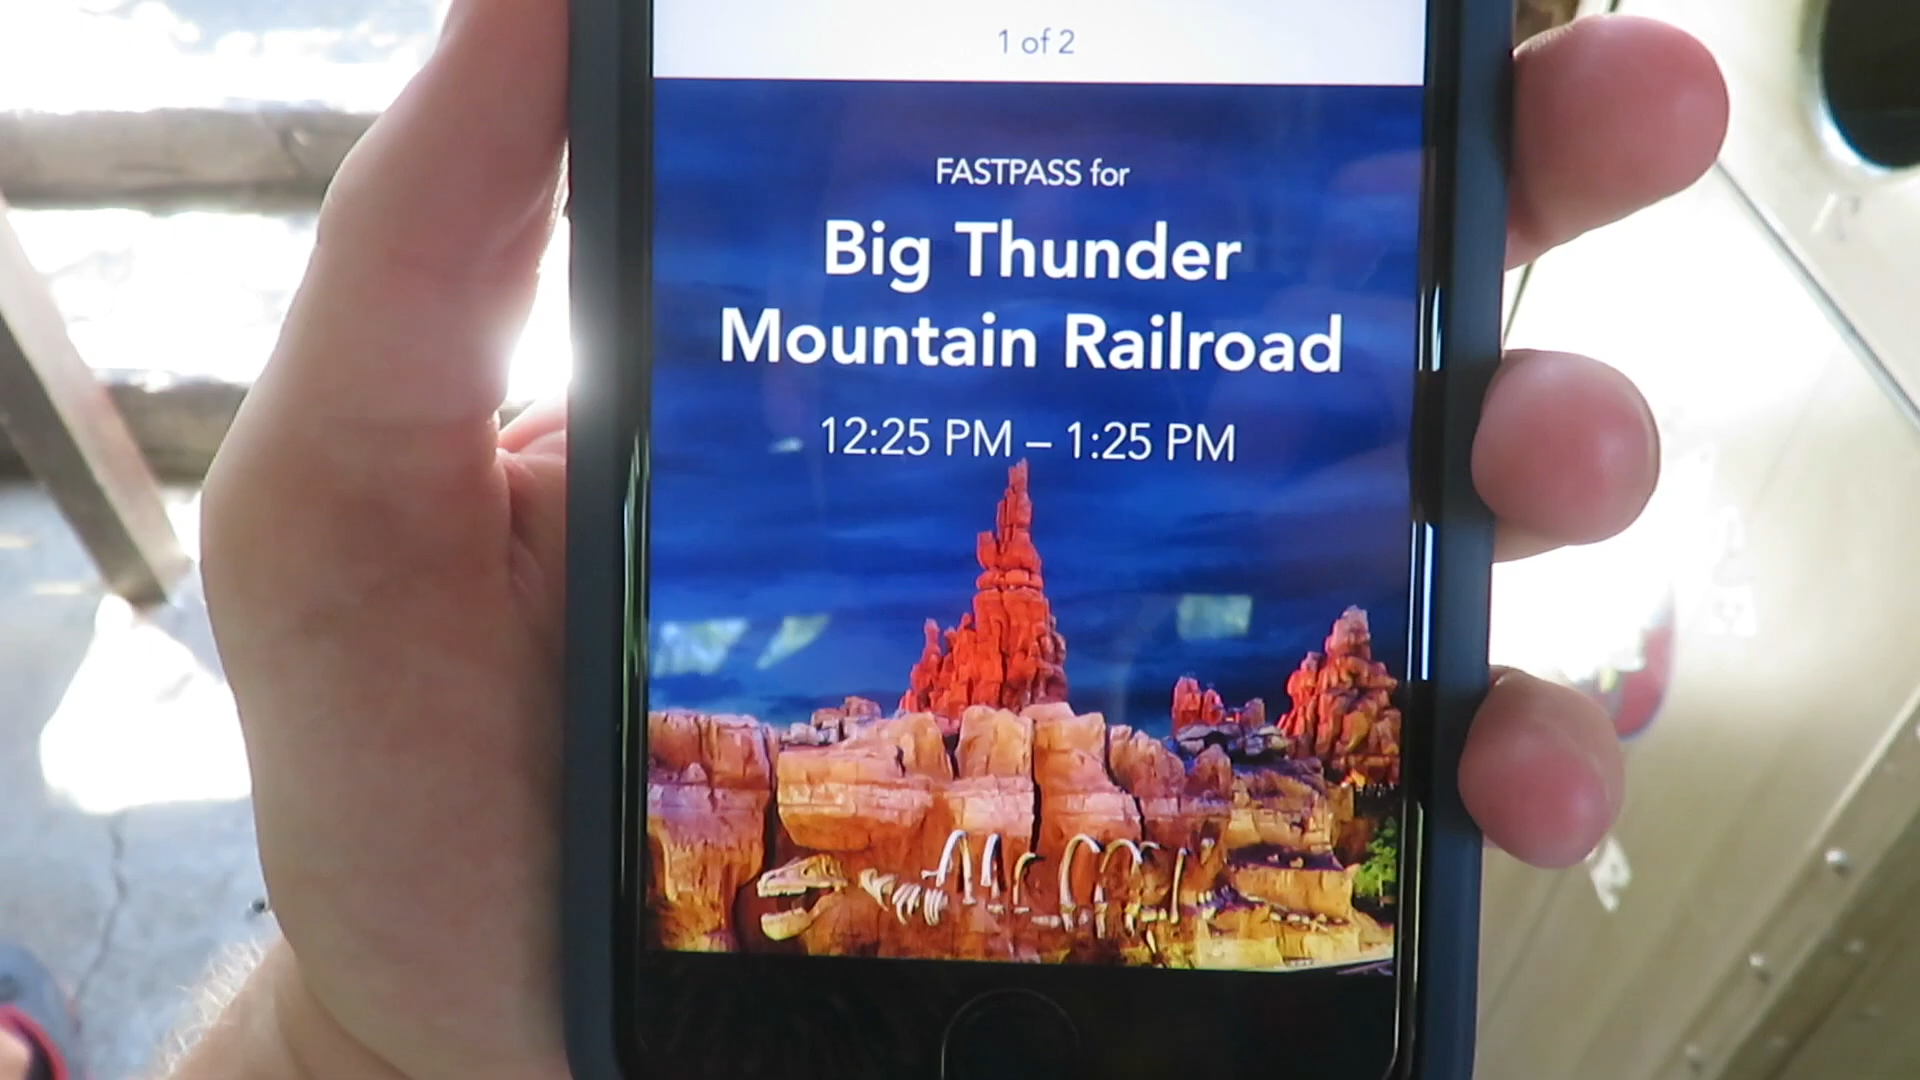 1 of 2
FASTPASS for
Big Thunder
Mountain Railroad
12:25 PM – 1:25 PM